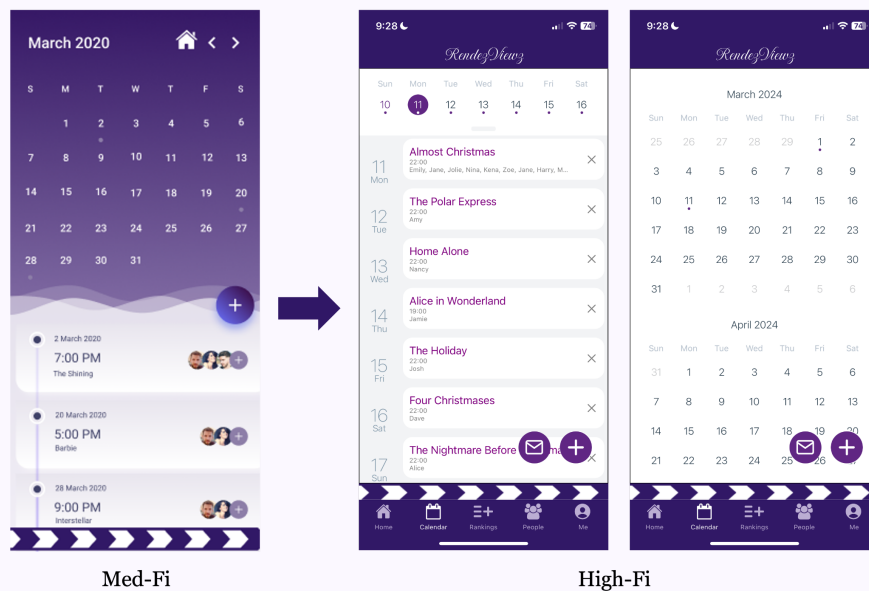 March 2020
S M T W T F S
1 2 3 4 5 6
7 8 9 10 11 12 13
14 15 16 17 18 19 20
21 22 23 24 25 26 27
28 29 30 31
+
2 March 2020
7:00 PM
The Shining
+
20 March 2020
5:00 PM
Barbie
+
28 March 2020
9:00 PM
Interstellar
+
Med-Fi
9:28
74
RendezViewz
Sun Mon Tue Wed Thu Fri Sat
10 11 12 13 14 15 16
11
Mon
Almost Christmas
22:00
Emily, Jane, Jolie, Nina, Kena, Zoe, Jane, Harry, M...
12
Tue
The Polar Express
22:00
Amy
13
Wed
Home Alone
22:00
Nancy
14
Thu
Alice in Wonderland
19:00
Jamie
15
Fri
The Holiday
22:00
Josh
16
Sat
Four Christmases
22:00
Dave
17
Sun
The Nightmare Before
22:00
Alice
+
Home Calendar Rankings People Me
9:28
74
RendezViewz
March 2024
Sun Mon Tue Wed Thu Fri Sat
25 26 27 28 29 1 2
3 4 5 6 7 8 9
10 11 12 13 14 15 16
17 18 19 20 21 22 23
24 25 26 27 28 29 30
31 1 2 3 4 5 6
April 2024
Sun Mon Tue Wed Thu Fri Sat
31 1 2 3 4 5 6
7 8 9 10 11 12 13
14 15 16 17 18 19 20
21 22 23 24 25 26
+
Home Calendar Rankings People Me
High-Fi